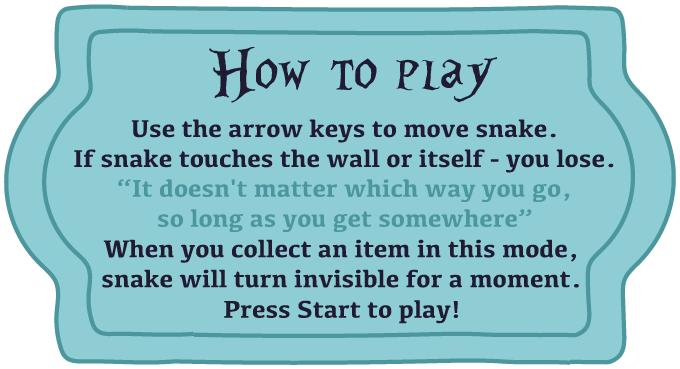 How to play
Use the arrow keys to move snake.
If snake touches the wall or itself - you lose.
“It doesn't matter which way you go,
so long as you get somewhere”
When you collect an item in this mode,
snake will turn invisible for a moment.
Press Start to play!